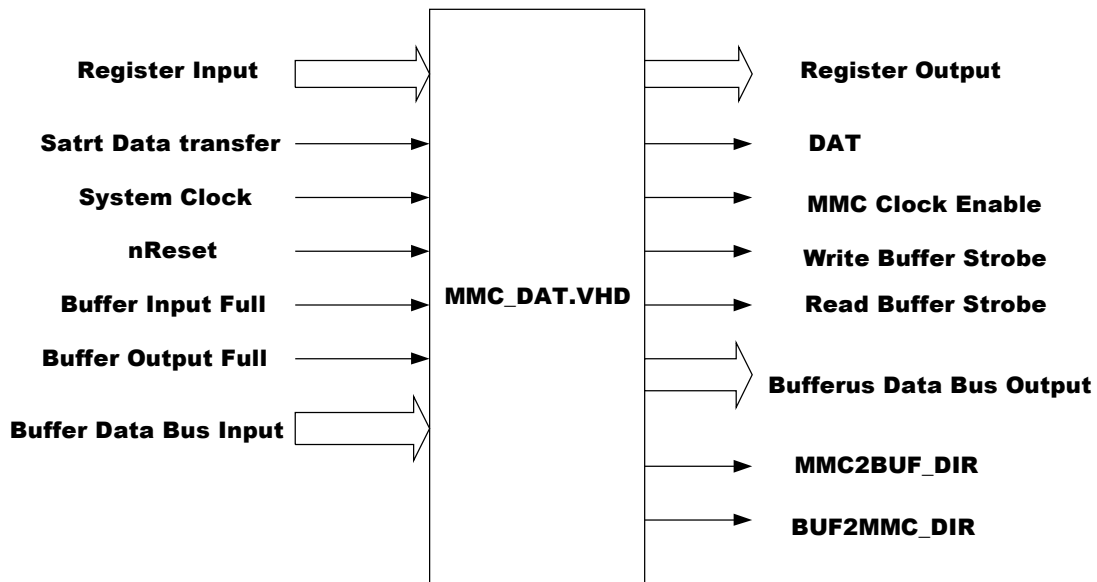 Register Input
Satrt Data transfer
System Clock
nReset
Buffer Input Full
Buffer Output Full
Buffer Data Bus Input
MMC_DAT.VHD
Register Output
DAT
MMC Clock Enable
Write Buffer Strobe
Read Buffer Strobe
Bufferus Data Bus Output
MMC2BUF_DIR
BUF2MMC_DIR